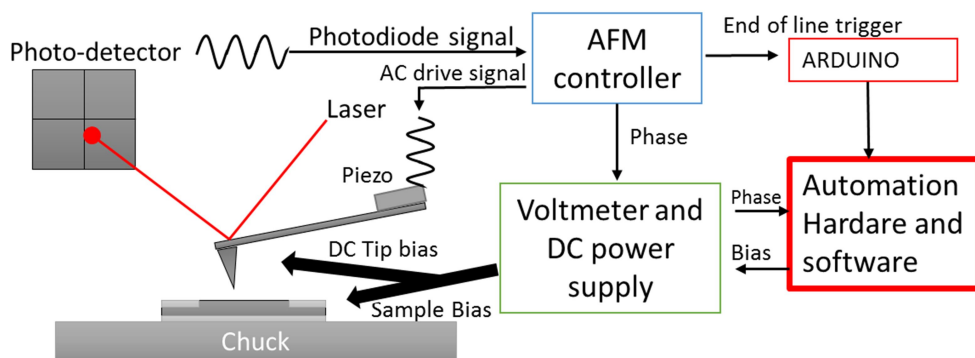 Photo-detector
Photodiode signal
AC drive signal
Laser
Piezo
AFM
controller
End of line trigger
ARDUINO
Phase
Voltmeter and
DC power
supply
Phase
Bias
Automation
Hardare and
software
DC Tip bias
Sample Bias
Chuck